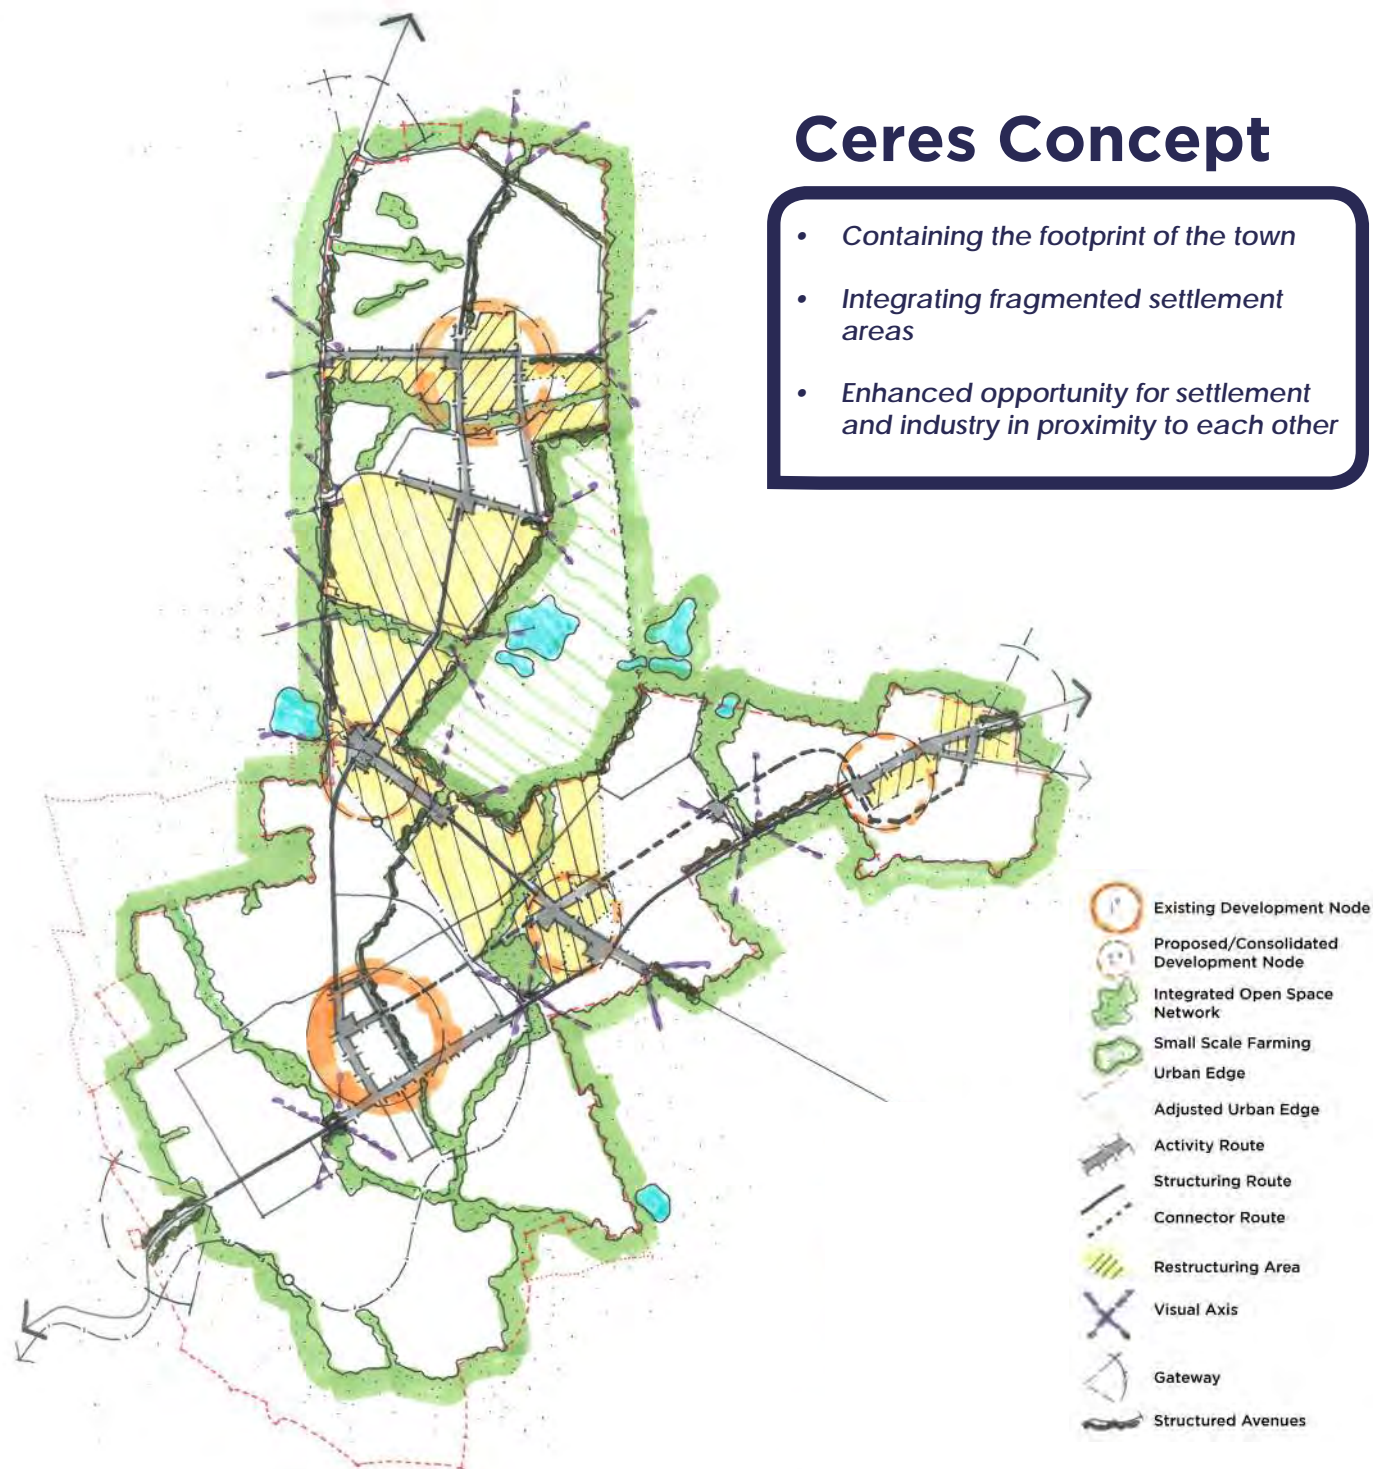 Ceres Concept
• Containing the footprint of the town
• Integrating fragmented settlement
areas
• Enhanced opportunity for settlement
and industry in proximity to each other
Existing Development Node
Proposed/Consolidated
Development Node
Integrated Open Space
Network
Small Scale Farming
Urban Edge
Adjusted Urban Edge
Activity Route
Structuring Route
Connector Route
Restructuring Area
Visual Axis
Gateway
Structured Avenues